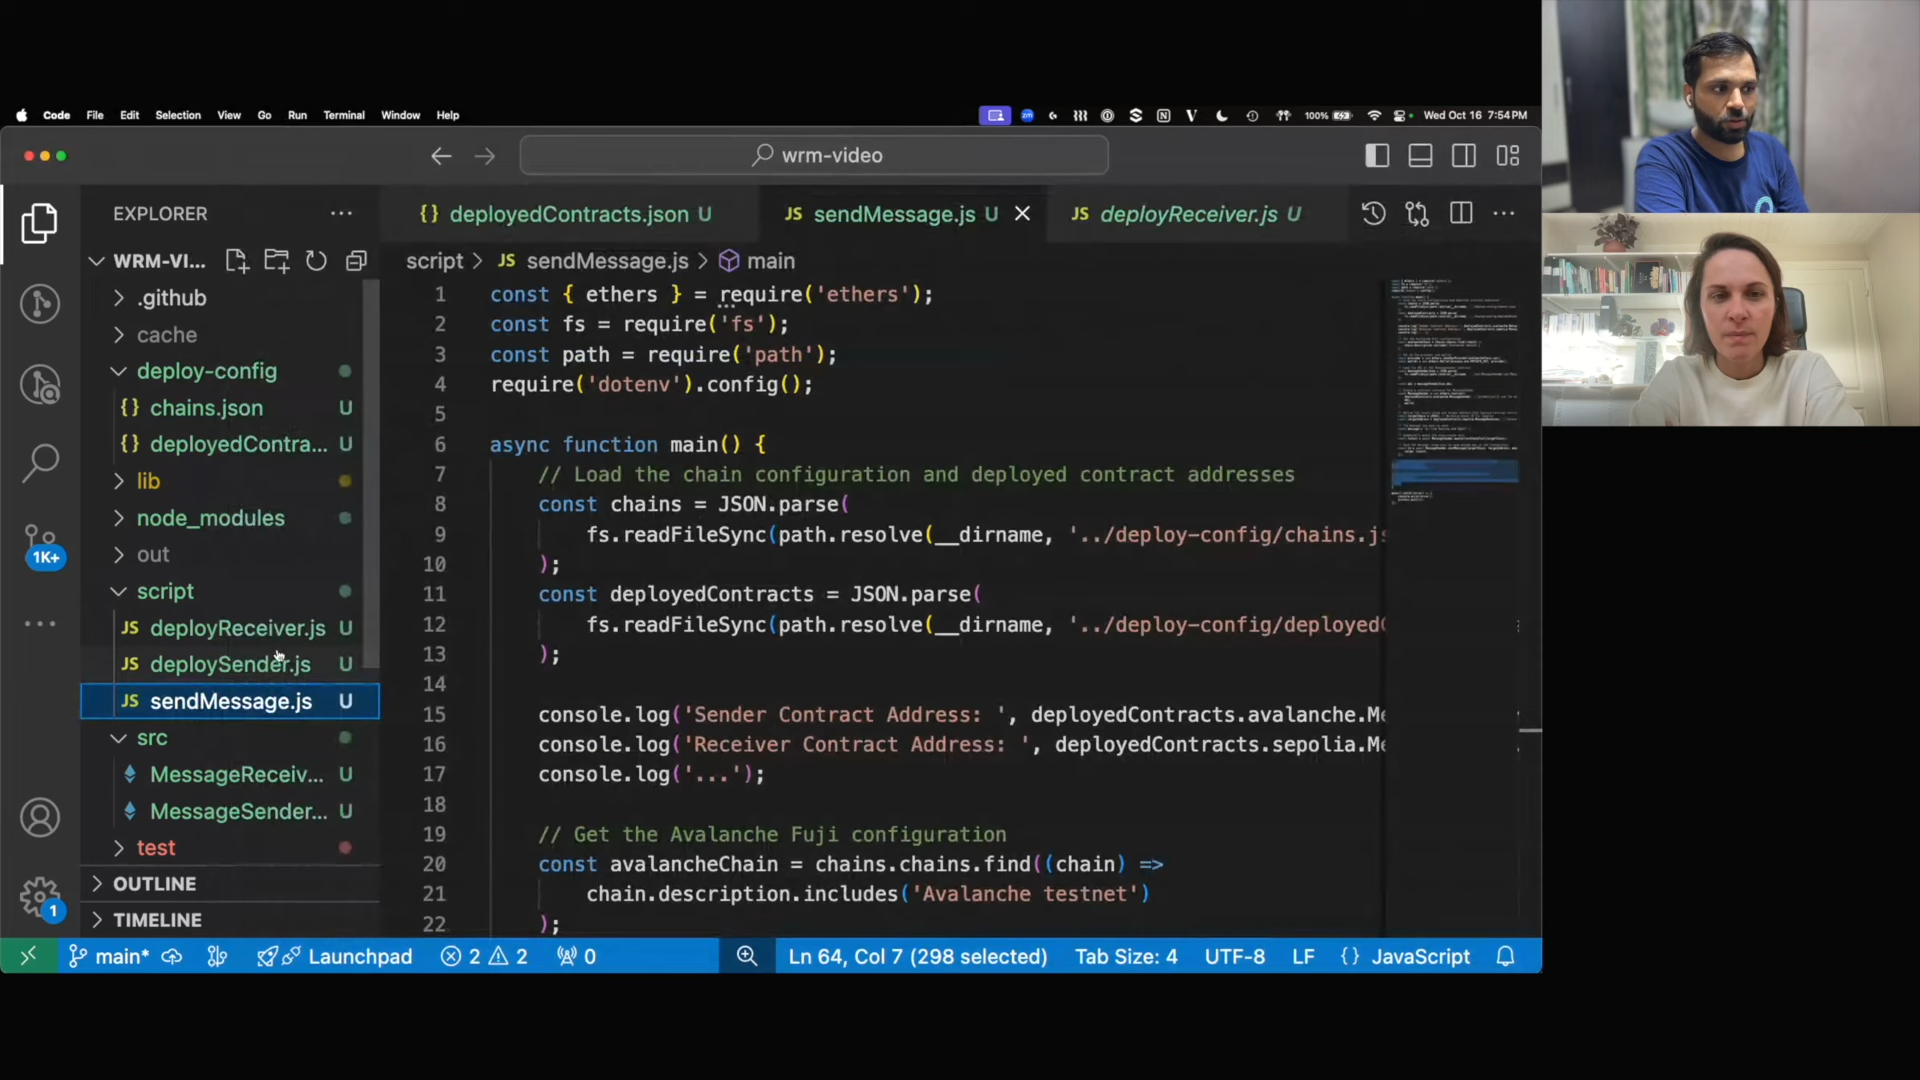 Code File Edit Selection View Go Run Terminal Window Help
100% Wed Oct 16 7:54 PM
wrm-video
EXPLORER
WRM-VI...
.github
cache
deploy-config
chains.json U
deployedContra... U
lib
node_modules
out
script
JS deployReceiver.js U
JS deploySender.js U
JS sendMessage.js U
src
MessageReceiv... U
MessageSender... U
test
OUTLINE
TIMELINE
1K+
1
{} deployedContracts.json U
JS sendMessage.js U
JS deployReceiver.js U
script > JS sendMessage.js > main
1 const { ethers } = require('ethers');
2 const fs = require('fs');
3 const path = require('path');
4 require('dotenv').config();
5
6 async function main() {
7 // Load the chain configuration and deployed contract addresses
8 const chains = JSON.parse(
9 fs.readFileSync(path.resolve(__dirname, '../deploy-config/chains.js
10 );
11 const deployedContracts = JSON.parse(
12 fs.readFileSync(path.resolve(__dirname, '../deploy-config/deployedC
13 );
14
15 console.log('Sender Contract Address: ', deployedContracts.avalanche.Me
16 console.log('Receiver Contract Address: ', deployedContracts.sepolia.Me
17 console.log('...');
18
19 // Get the Avalanche Fuji configuration
20 const avalancheChain = chains.chains.find((chain) =>
21 chain.description.includes('Avalanche testnet')
22 );
main* Launchpad 2 2 0
Ln 64, Col 7 (298 selected) Tab Size: 4 UTF-8 LF {} JavaScript